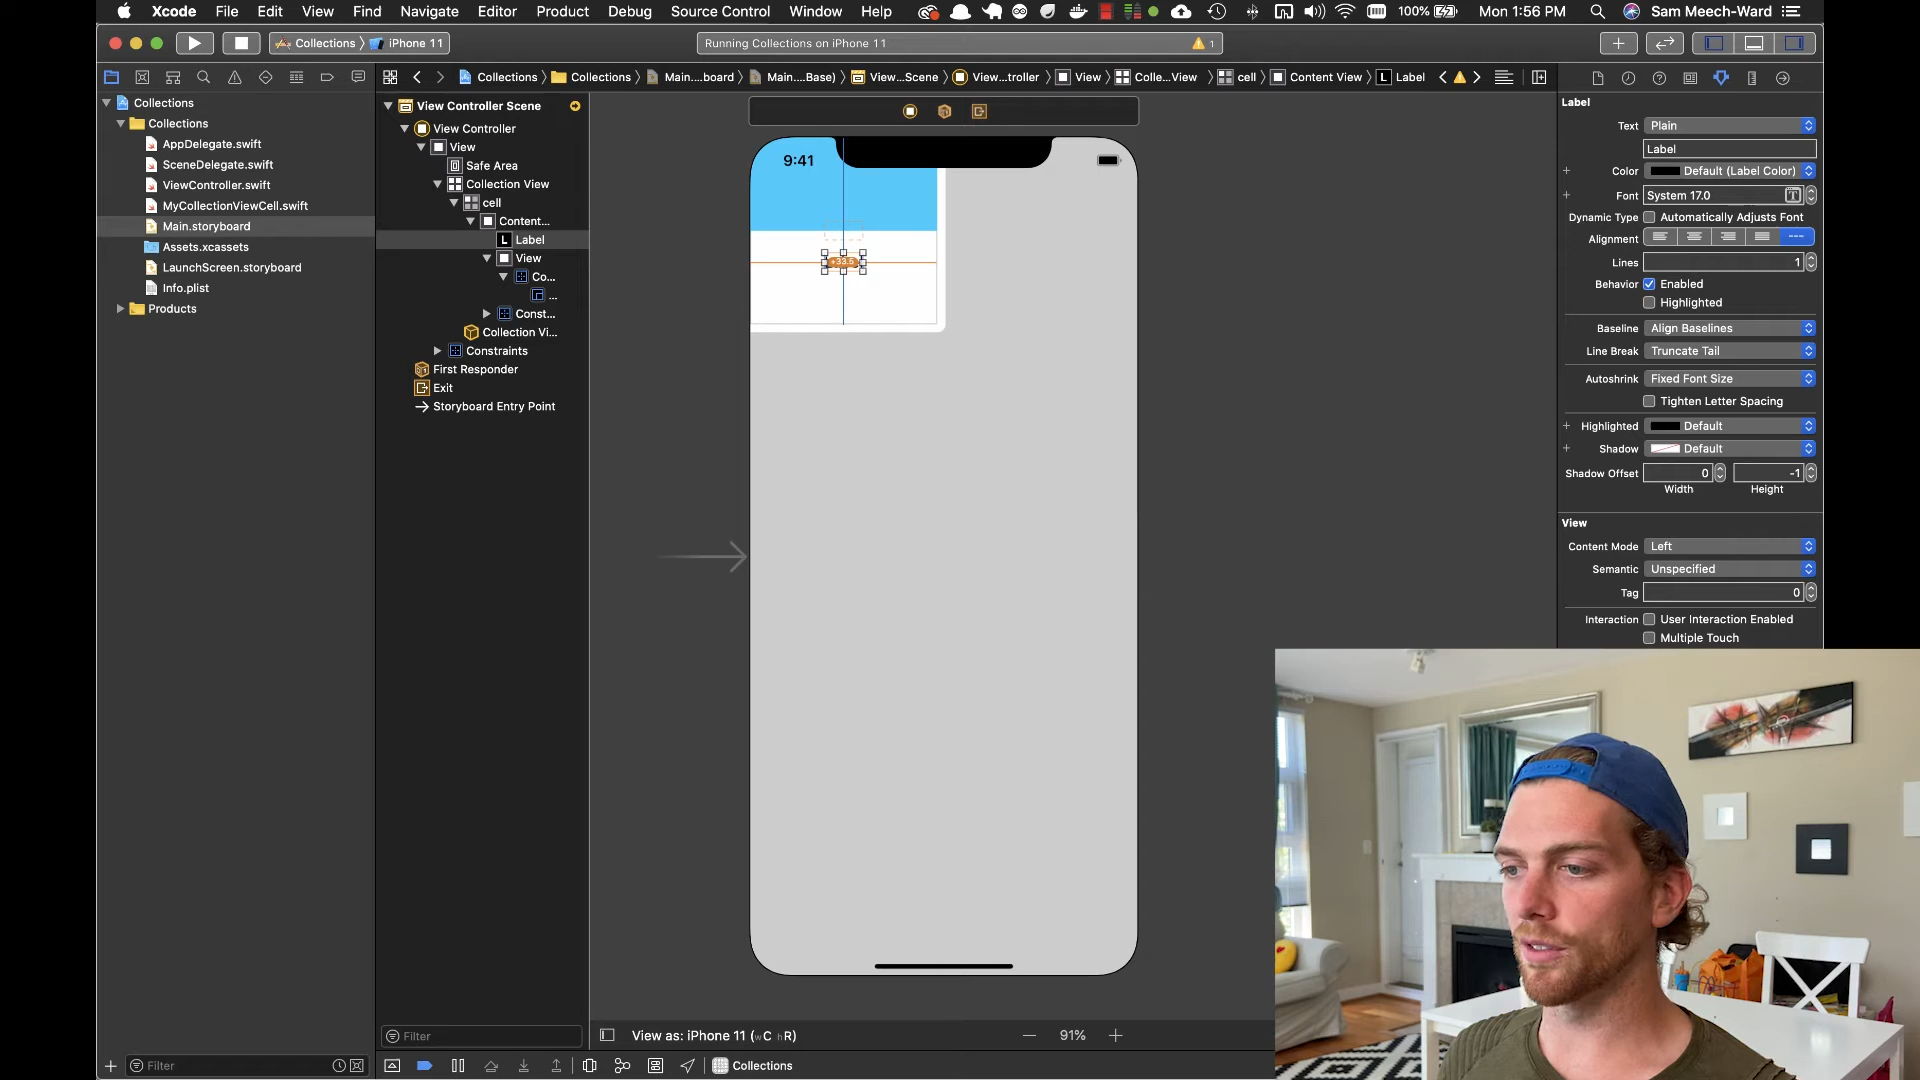 Xcode File Edit View Find Navigate Editor Product Debug Source Control Window Help 100% Mon 1:56 PM Sam Meech-Ward
Collections iPhone 11
Running Collections on iPhone 11
1
Collections Collections Main....board Main....Base) View...Scene View...troller View Colle...View cell Content View L Label
Collections
Collections
AppDelegate.swift
SceneDelegate.swift
ViewController.swift
MyCollectionViewCell.swift
Main.storyboard
Assets.xcassets
LaunchScreen.storyboard
Info.plist
Products
Filter
View Controller Scene
View Controller
View
Safe Area
Collection View
cell
Content...
L Label
View
Co...
...
Const...
Collection Vi...
Constraints
First Responder
Exit
Storyboard Entry Point
Filter
9:41
+33.5
View as: iPhone 11 (wC hR)
91%
Collections
Label
Text Plain
Label
Color Default (Label Color)
Font System 17.0
Dynamic Type Automatically Adjusts Font
Alignment
Lines 1
Behavior Enabled
Highlighted
Baseline Align Baselines
Line Break Truncate Tail
Autoshrink Fixed Font Size
Tighten Letter Spacing
Highlighted Default
Shadow Default
Shadow Offset 0 -1
Width Height
View
Content Mode Left
Semantic Unspecified
Tag 0
Interaction User Interaction Enabled
Multiple Touch